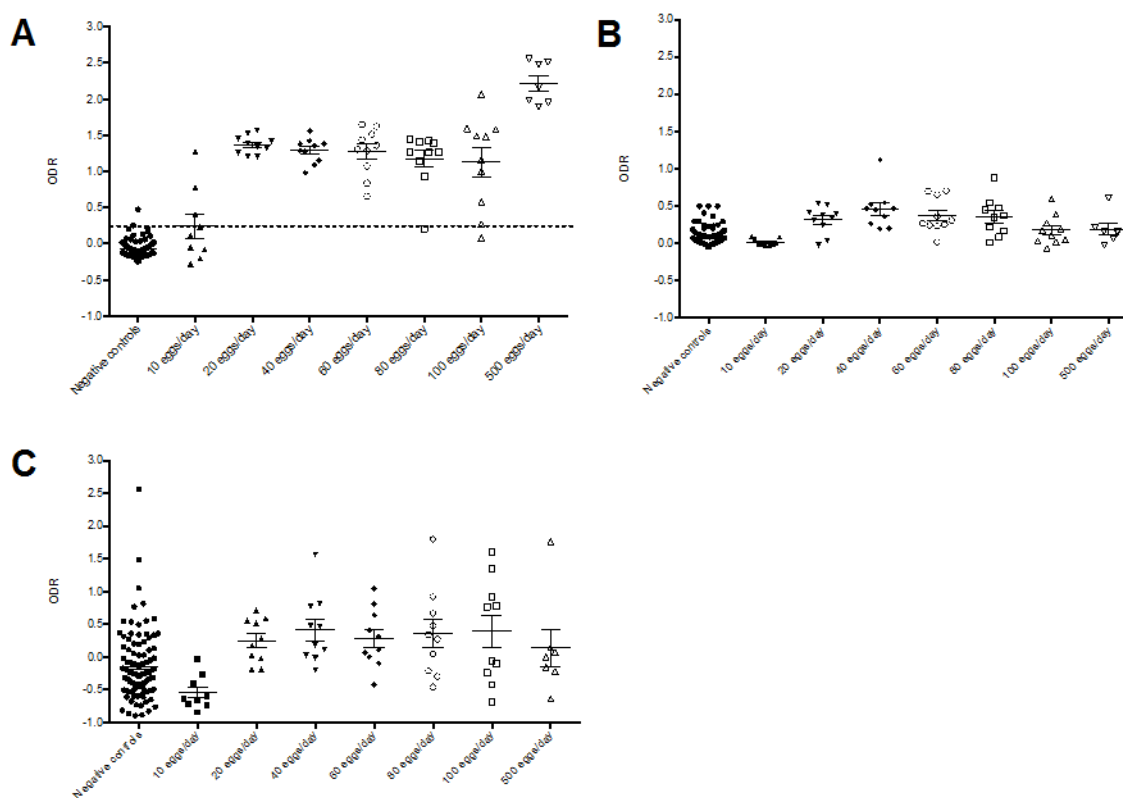 A
3.0
2.5
2.0
1.5
1.0
0.5
0.0
-0.5
-1.0
ODR
Negative controls
10 eggs/day
20 eggs/day
40 eggs/day
60 eggs/day
80 eggs/day
100 eggs/day
500 eggs/day
B
3.0
2.5
2.0
1.5
1.0
0.5
0.0
-0.5
-1.0
ODR
Negative controls
10 eggs/day
20 eggs/day
40 eggs/day
60 eggs/day
80 eggs/day
100 eggs/day
500 eggs/day
C
3.0
2.5
2.0
1.5
1.0
0.5
0.0
-0.5
-1.0
ODR
Negative controls
10 eggs/day
20 eggs/day
40 eggs/day
60 eggs/day
80 eggs/day
100 eggs/day
500 eggs/day